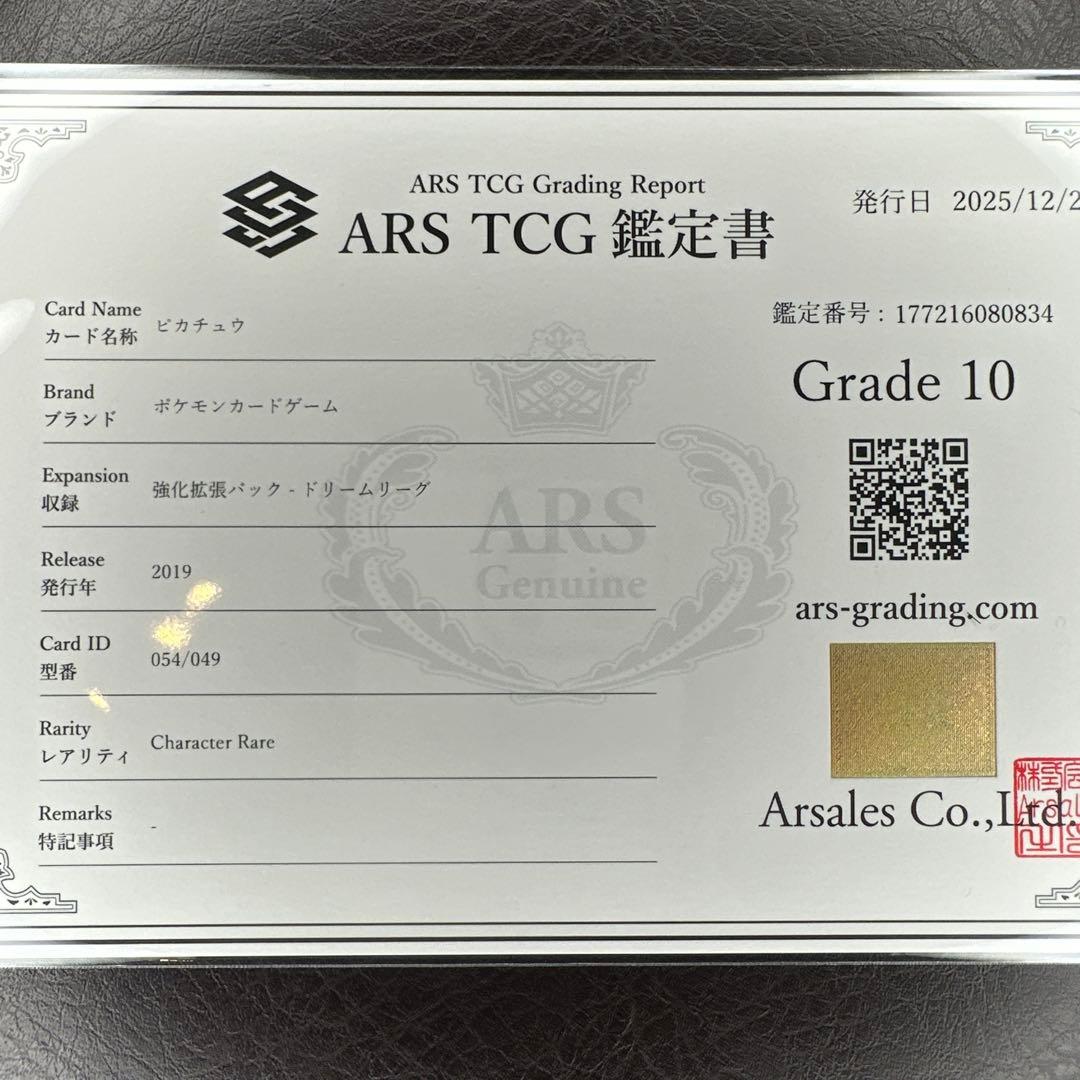 ARS TCG Grading Report
ARS TCG 鑑定書
発行日 2025/12/2
Card Name
カード名称 ピカチュウ
鑑定番号 : 177216080834
Grade 10
Brand
ブランド ポケモンカードゲーム
Expansion
収録 強化拡張パック - ドリームリーグ
ARS
Genuine
Release
発行年 2019
ars-grading.com
Card ID
型番 054/049
Rarity
レアリティ Character Rare
Remarks
特記事項 -
Arsales Co.,Ltd.